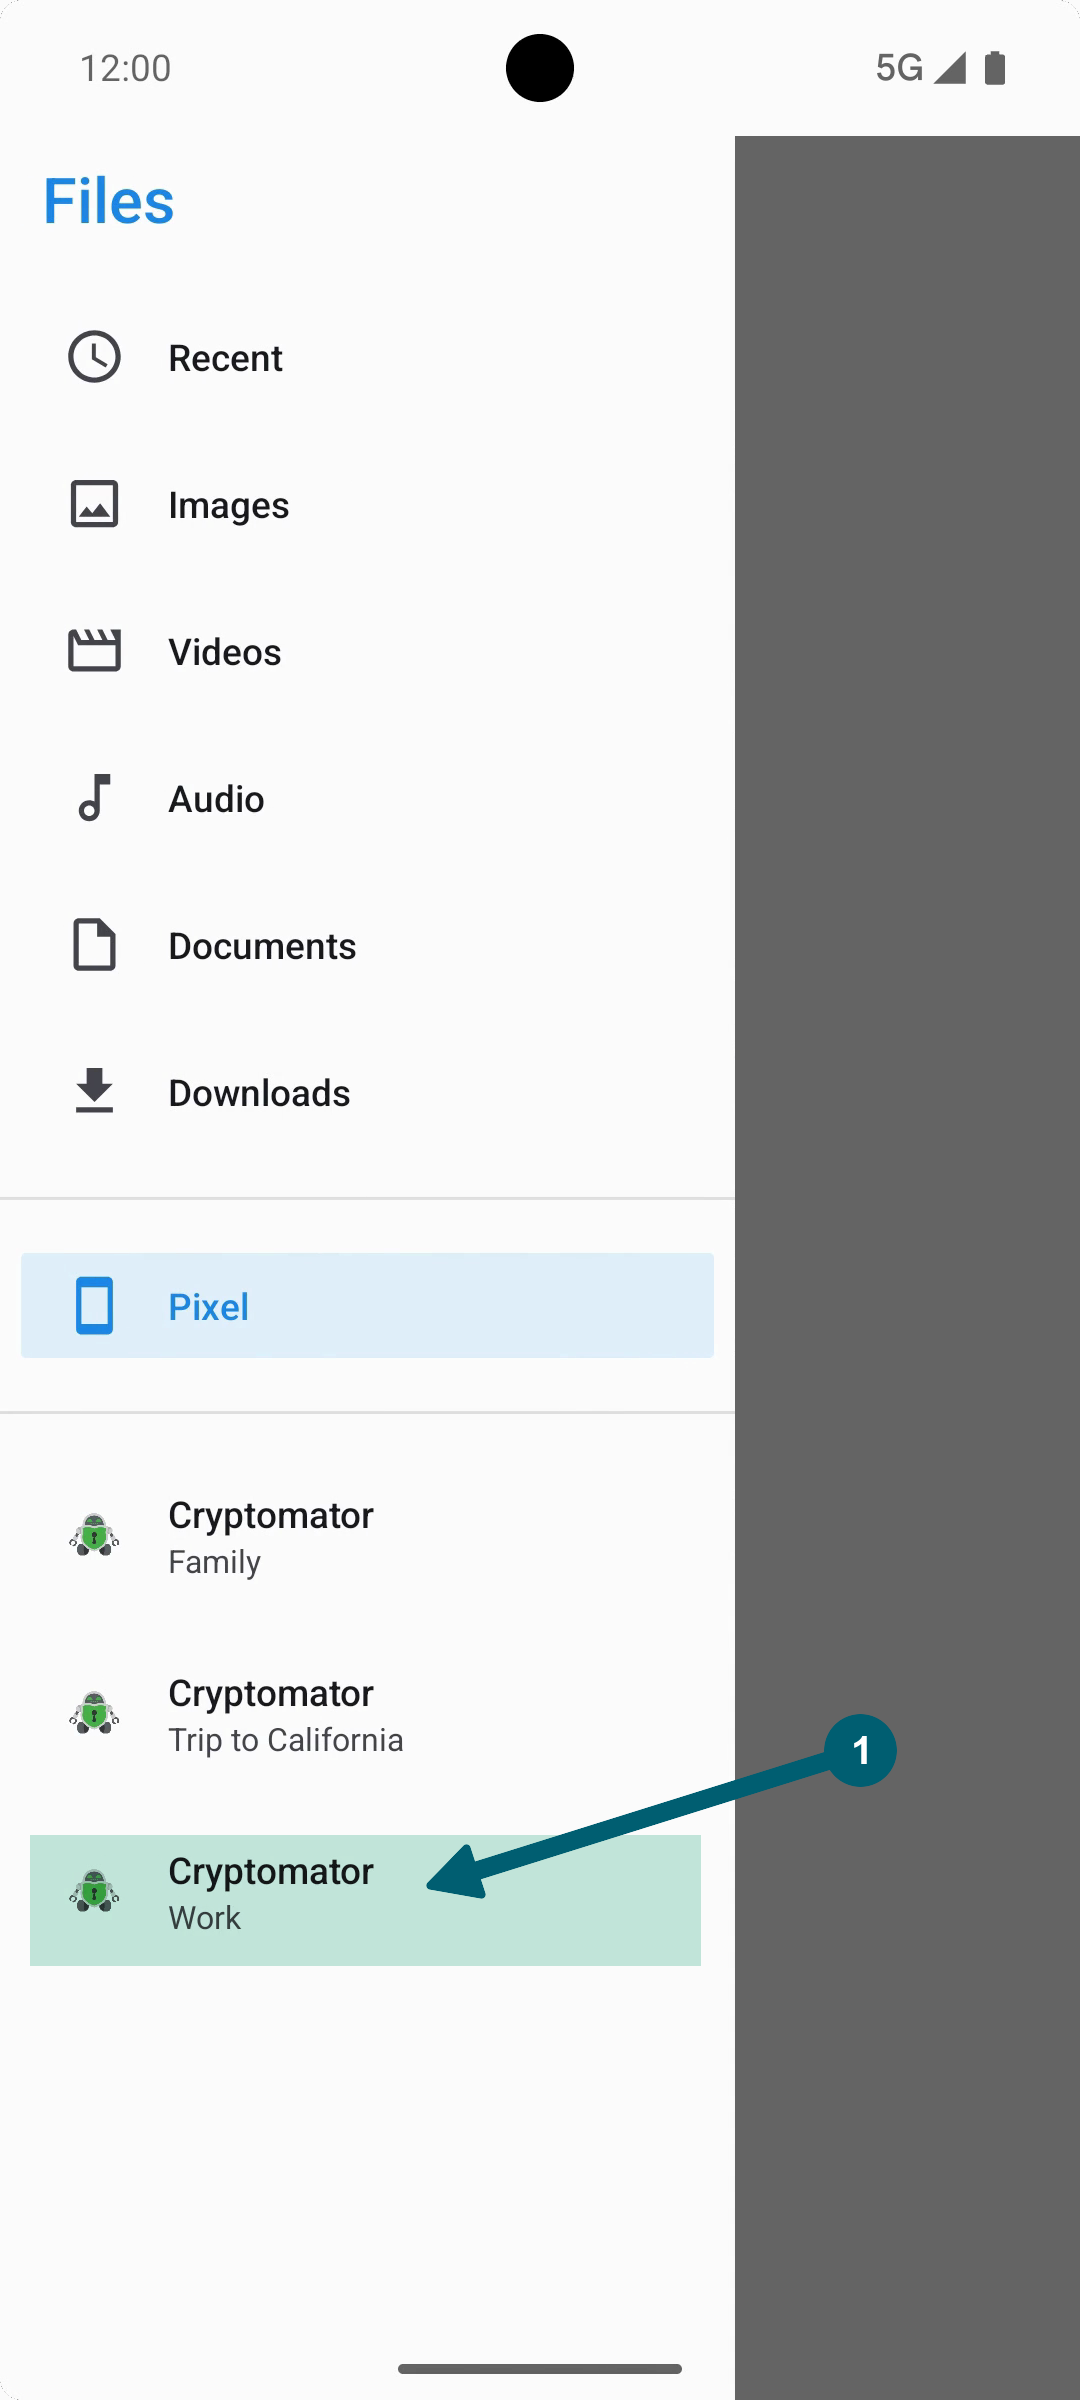 12:00
5G
Files
Recent
Images
Videos
Audio
Documents
Downloads
Pixel
Cryptomator
Family
Cryptomator
Trip to California
1
Cryptomator
Work